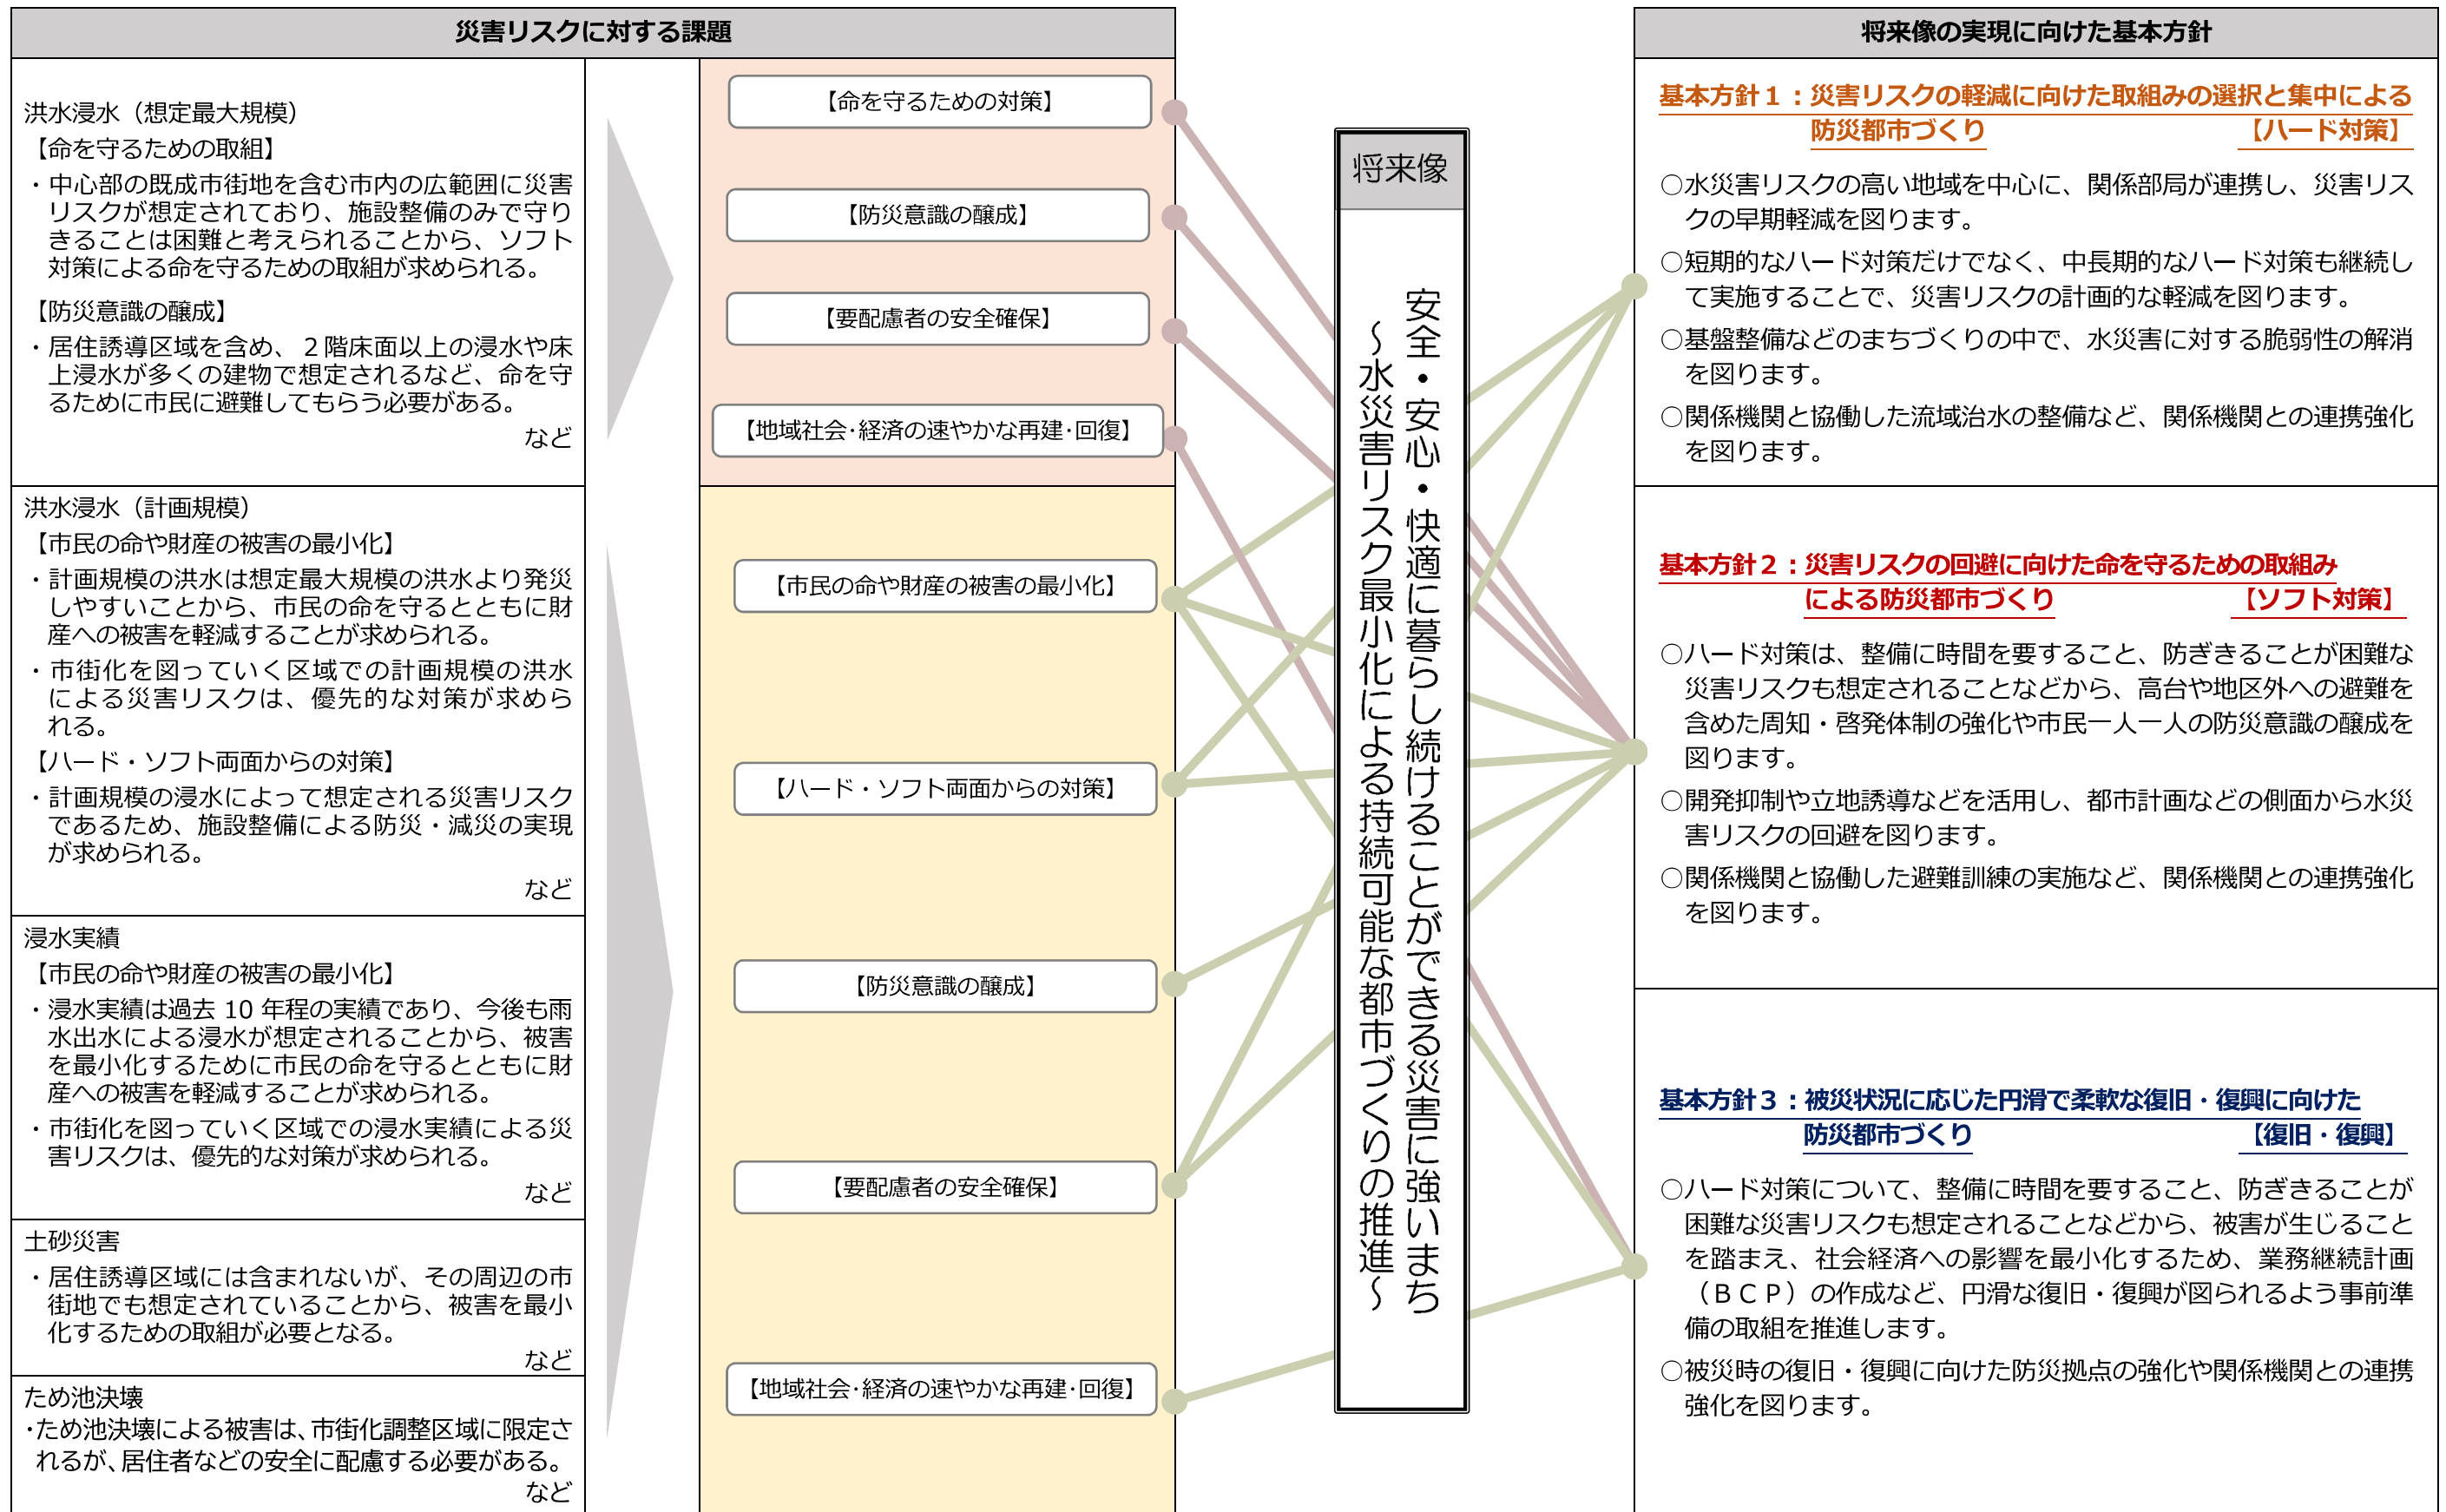 災害リスクに対する課題
洪水浸水（想定最大規模）
【命を守るための取組】
・中心部の既成市街地を含む市内の広範囲に災害
リスクが想定されており、施設整備のみで守り
きることは困難と考えられることから、ソフト
対策による命を守るための取組が求められる。
【防災意識の醸成】
・居住誘導区域を含め、２階床面以上の浸水や床
上浸水が多くの建物で想定されるなど、命を守
るために市民に避難してもらう必要がある。
など
洪水浸水（計画規模）
【市民の命や財産の被害の最小化】
・計画規模の洪水は想定最大規模の洪水より発災
しやすいことから、市民の命を守るとともに財
産への被害を軽減することが求められる。
・市街化を図っていく区域での計画規模の洪水
による災害リスクは、優先的な対策が求めら
れる。
【ハード・ソフト両面からの対策】
・計画規模の浸水によって想定される災害リスク
であるため、施設整備による防災・減災の実現
が求められる。
など
浸水実績
【市民の命や財産の被害の最小化】
・浸水実績は過去 10 年程の実績であり、今後も雨
水出水による浸水が想定されることから、被害
を最小化するために市民の命を守るとともに財
産への被害を軽減することが求められる。
・市街化を図っていく区域での浸水実績による災
害リスクは、優先的な対策が求められる。
など
土砂災害
・居住誘導区域には含まれないが、その周辺の市
街地でも想定されていることから、被害を最小
化するための取組が必要となる。
など
ため池決壊
・ため池決壊による被害は、市街化調整区域に限定さ
れるが、居住者などの安全に配慮する必要がある。
など
【命を守るための対策】
【防災意識の醸成】
【要配慮者の安全確保】
【地域社会・経済の速やかな再建・回復】
【市民の命や財産の被害の最小化】
【ハード・ソフト両面からの対策】
【防災意識の醸成】
【要配慮者の安全確保】
【地域社会・経済の速やかな再建・回復】
将来像
安全・安心・快適に暮らし続けることができる災害に強いまち
～水災害リスク最小化による持続可能な都市づくりの推進～
将来像の実現に向けた基本方針
基本方針１：災害リスクの軽減に向けた取組みの選択と集中による
防災都市づくり 【ハード対策】
○水災害リスクの高い地域を中心に、関係部局が連携し、災害リス
クの早期軽減を図ります。
○短期的なハード対策だけでなく、中長期的なハード対策も継続し
て実施することで、災害リスクの計画的な軽減を図ります。
○基盤整備などのまちづくりの中で、水災害に対する脆弱性の解消
を図ります。
○関係機関と協働した流域治水の整備など、関係機関との連携強化
を図ります。
基本方針２：災害リスクの回避に向けた命を守るための取組み
による防災都市づくり 【ソフト対策】
○ハード対策は、整備に時間を要すること、防ぎきることが困難な
災害リスクも想定されることなどから、高台や地区外への避難を
含めた周知・啓発体制の強化や市民一人一人の防災意識の醸成を
図ります。
○開発抑制や立地誘導などを活用し、都市計画などの側面から水災
害リスクの回避を図ります。
○関係機関と協働した避難訓練の実施など、関係機関との連携強化
を図ります。
基本方針３：被災状況に応じた円滑で柔軟な復旧・復興に向けた
防災都市づくり 【復旧・復興】
○ハード対策について、整備に時間を要すること、防ぎきることが
困難な災害リスクも想定されることなどから、被害が生じること
を踏まえ、社会経済への影響を最小化するため、業務継続計画
（ＢＣＰ）の作成など、円滑な復旧・復興が図られるよう事前準
備の取組を推進します。
○被災時の復旧・復興に向けた防災拠点の強化や関係機関との連携
強化を図ります。